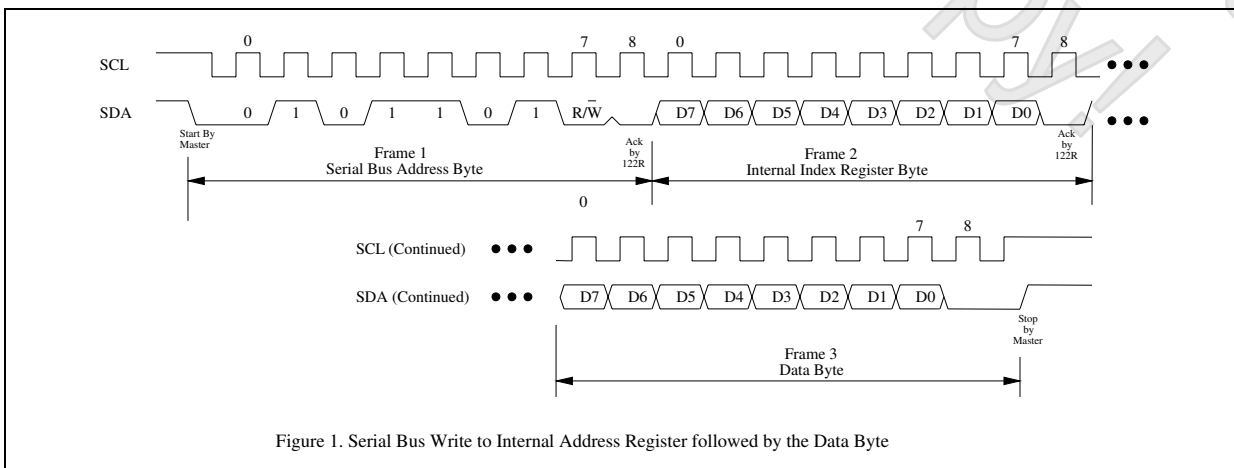 0 7 8 0 7 8
SCL
SDA 0 1 0 1 1 0 1 R/W̅ D7 D6 D5 D4 D3 D2 D1 D0
Start By
Master
Ack
by
122R
Ack
by
122R
Frame 1
Serial Bus Address Byte
Frame 2
Internal Index Register Byte
0 7 8
SCL (Continued)
SDA (Continued) D7 D6 D5 D4 D3 D2 D1 D0
Stop
by
Master
Frame 3
Data Byte
Figure 1. Serial Bus Write to Internal Address Register followed by the Data Byte